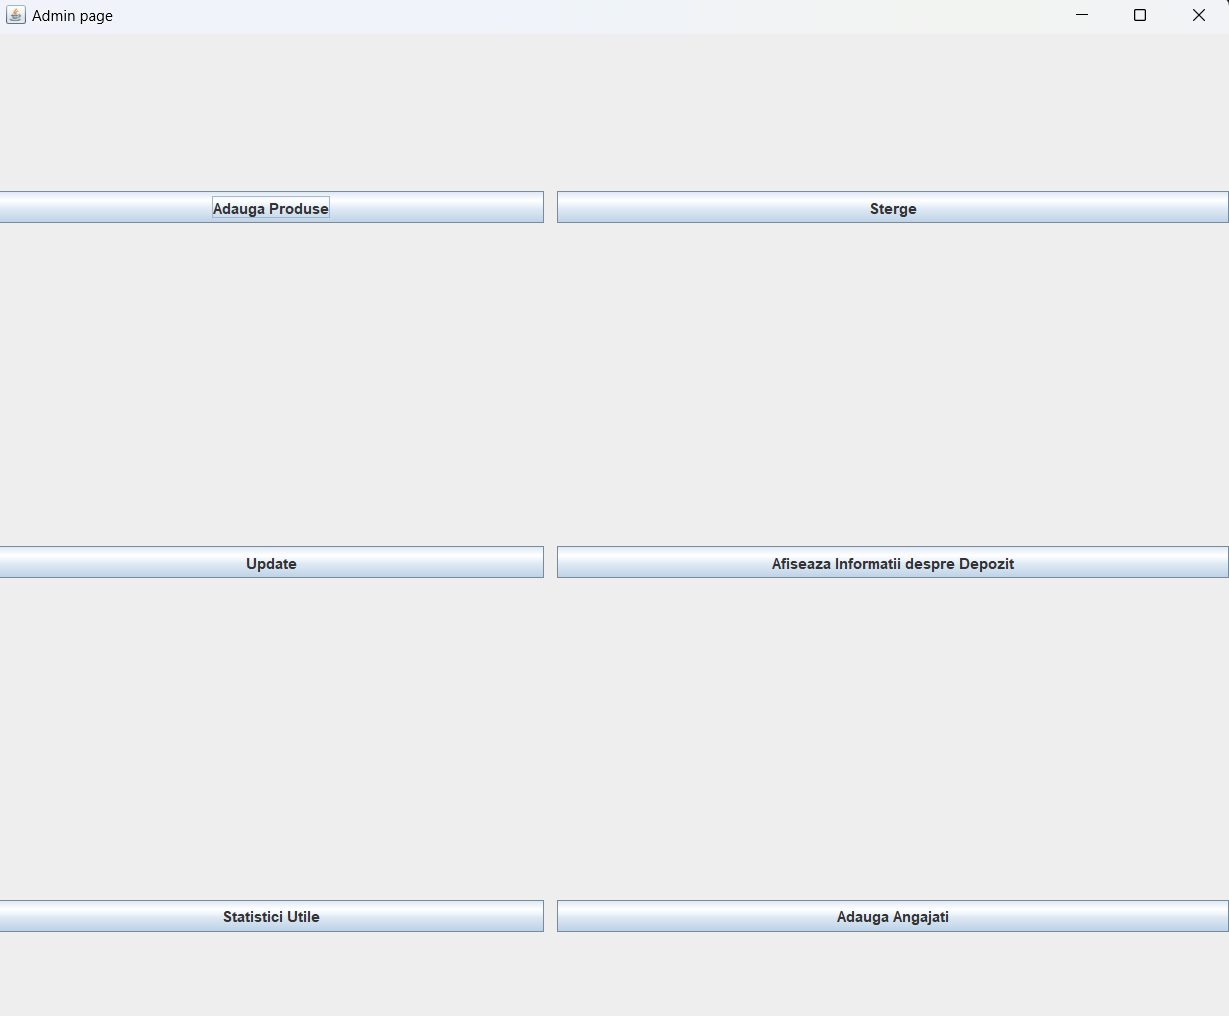 Admin page
Adauga Produse
Sterge
Update
Afiseaza Informatii despre Depozit
Statistici Utile
Adauga Angajati